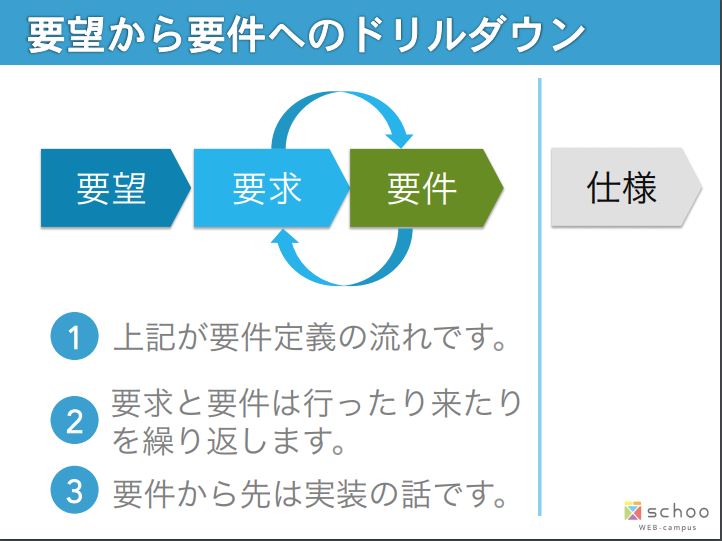 要望から要件へのドリルダウン
要望
要求
要件
仕様
1 上記が要件定義の流れです。
2 要求と要件は行ったり来たり
を繰り返します。
3 要件から先は実装の話です。
schoo
WEB-campus